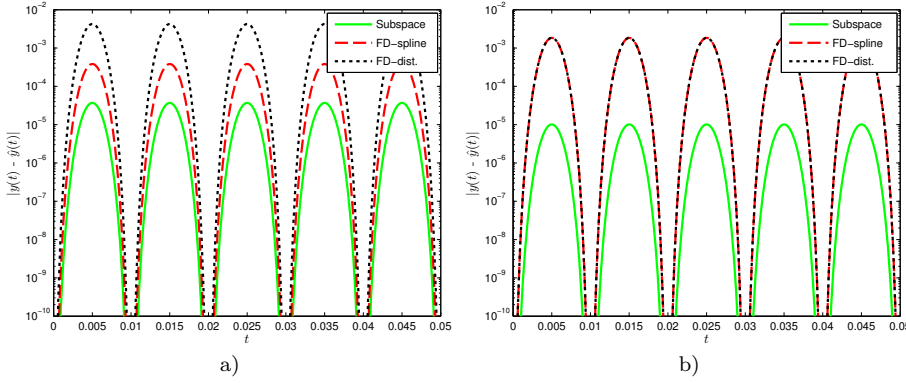 10⁻²
10⁻³
10⁻⁴
10⁻⁵
10⁻⁶
10⁻⁷
10⁻⁸
10⁻⁹
10⁻¹⁰
|y(t) - ŷ(t)|
Subspace
FD−spline
FD−dist.
0 0.005 0.01 0.015 0.02 0.025 0.03 0.035 0.04 0.045 0.05
t
a)
10⁻²
10⁻³
10⁻⁴
10⁻⁵
10⁻⁶
10⁻⁷
10⁻⁸
10⁻⁹
10⁻¹⁰
|y(t) - ŷ(t)|
Subspace
FD−spline
FD−dist.
0 0.005 0.01 0.015 0.02 0.025 0.03 0.035 0.04 0.045 0.05
t
b)